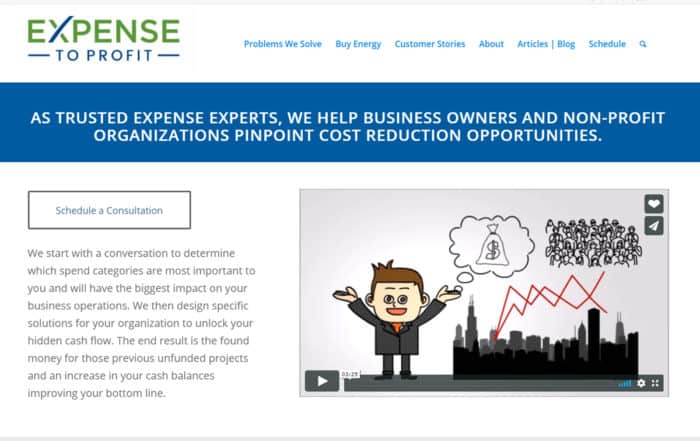 EXPENSE
TO PROFIT
Problems We Solve Buy Energy Customer Stories About Articles | Blog Schedule
AS TRUSTED EXPENSE EXPERTS, WE HELP BUSINESS OWNERS AND NON-PROFIT
ORGANIZATIONS PINPOINT COST REDUCTION OPPORTUNITIES.
Schedule a Consultation
We start with a conversation to determine
which spend categories are most important to
you and will have the biggest impact on your
business operations. We then design specific
solutions for your organization to unlock your
hidden cash flow. The end result is the found
money for those previous unfunded projects
and an increase in your cash balances
improving your bottom line.
$
03:29